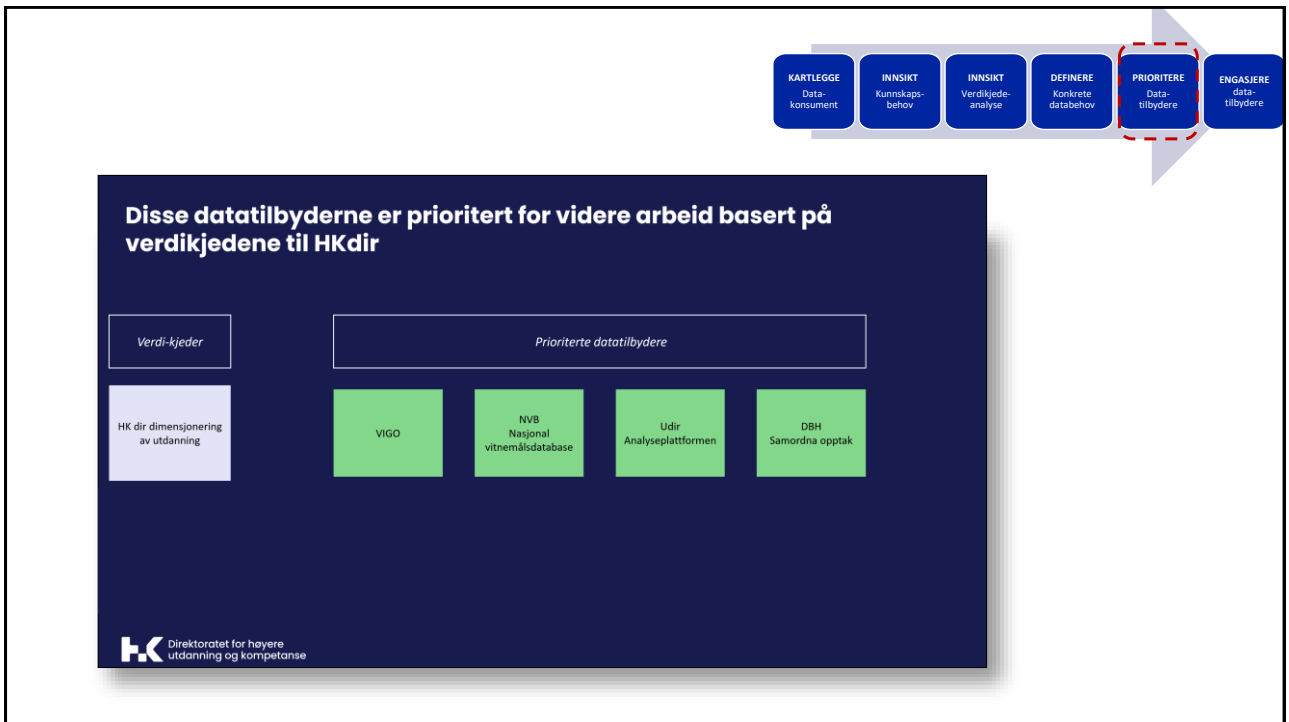 KARTLEGGE
Data-
konsument
INNSIKT
Kunnskaps-
behov
INNSIKT
Verdikjede-
analyse
DEFINERE
Konkrete
databehov
PRIORITERE
Data-
tilbydere
ENGASJERE
data-
tilbydere
Disse datatilbyderne er prioritert for videre arbeid basert på
verdikjedene til HKdir
Verdi-kjeder
Prioriterte datatilbydere
HK dir dimensjonering
av utdanning
VIGO
NVB
Nasjonal
vitnemålsdatabase
Udir
Analyseplattformen
DBH
Samordna opptak
HK
Direktoratet for høyere
utdanning og kompetanse